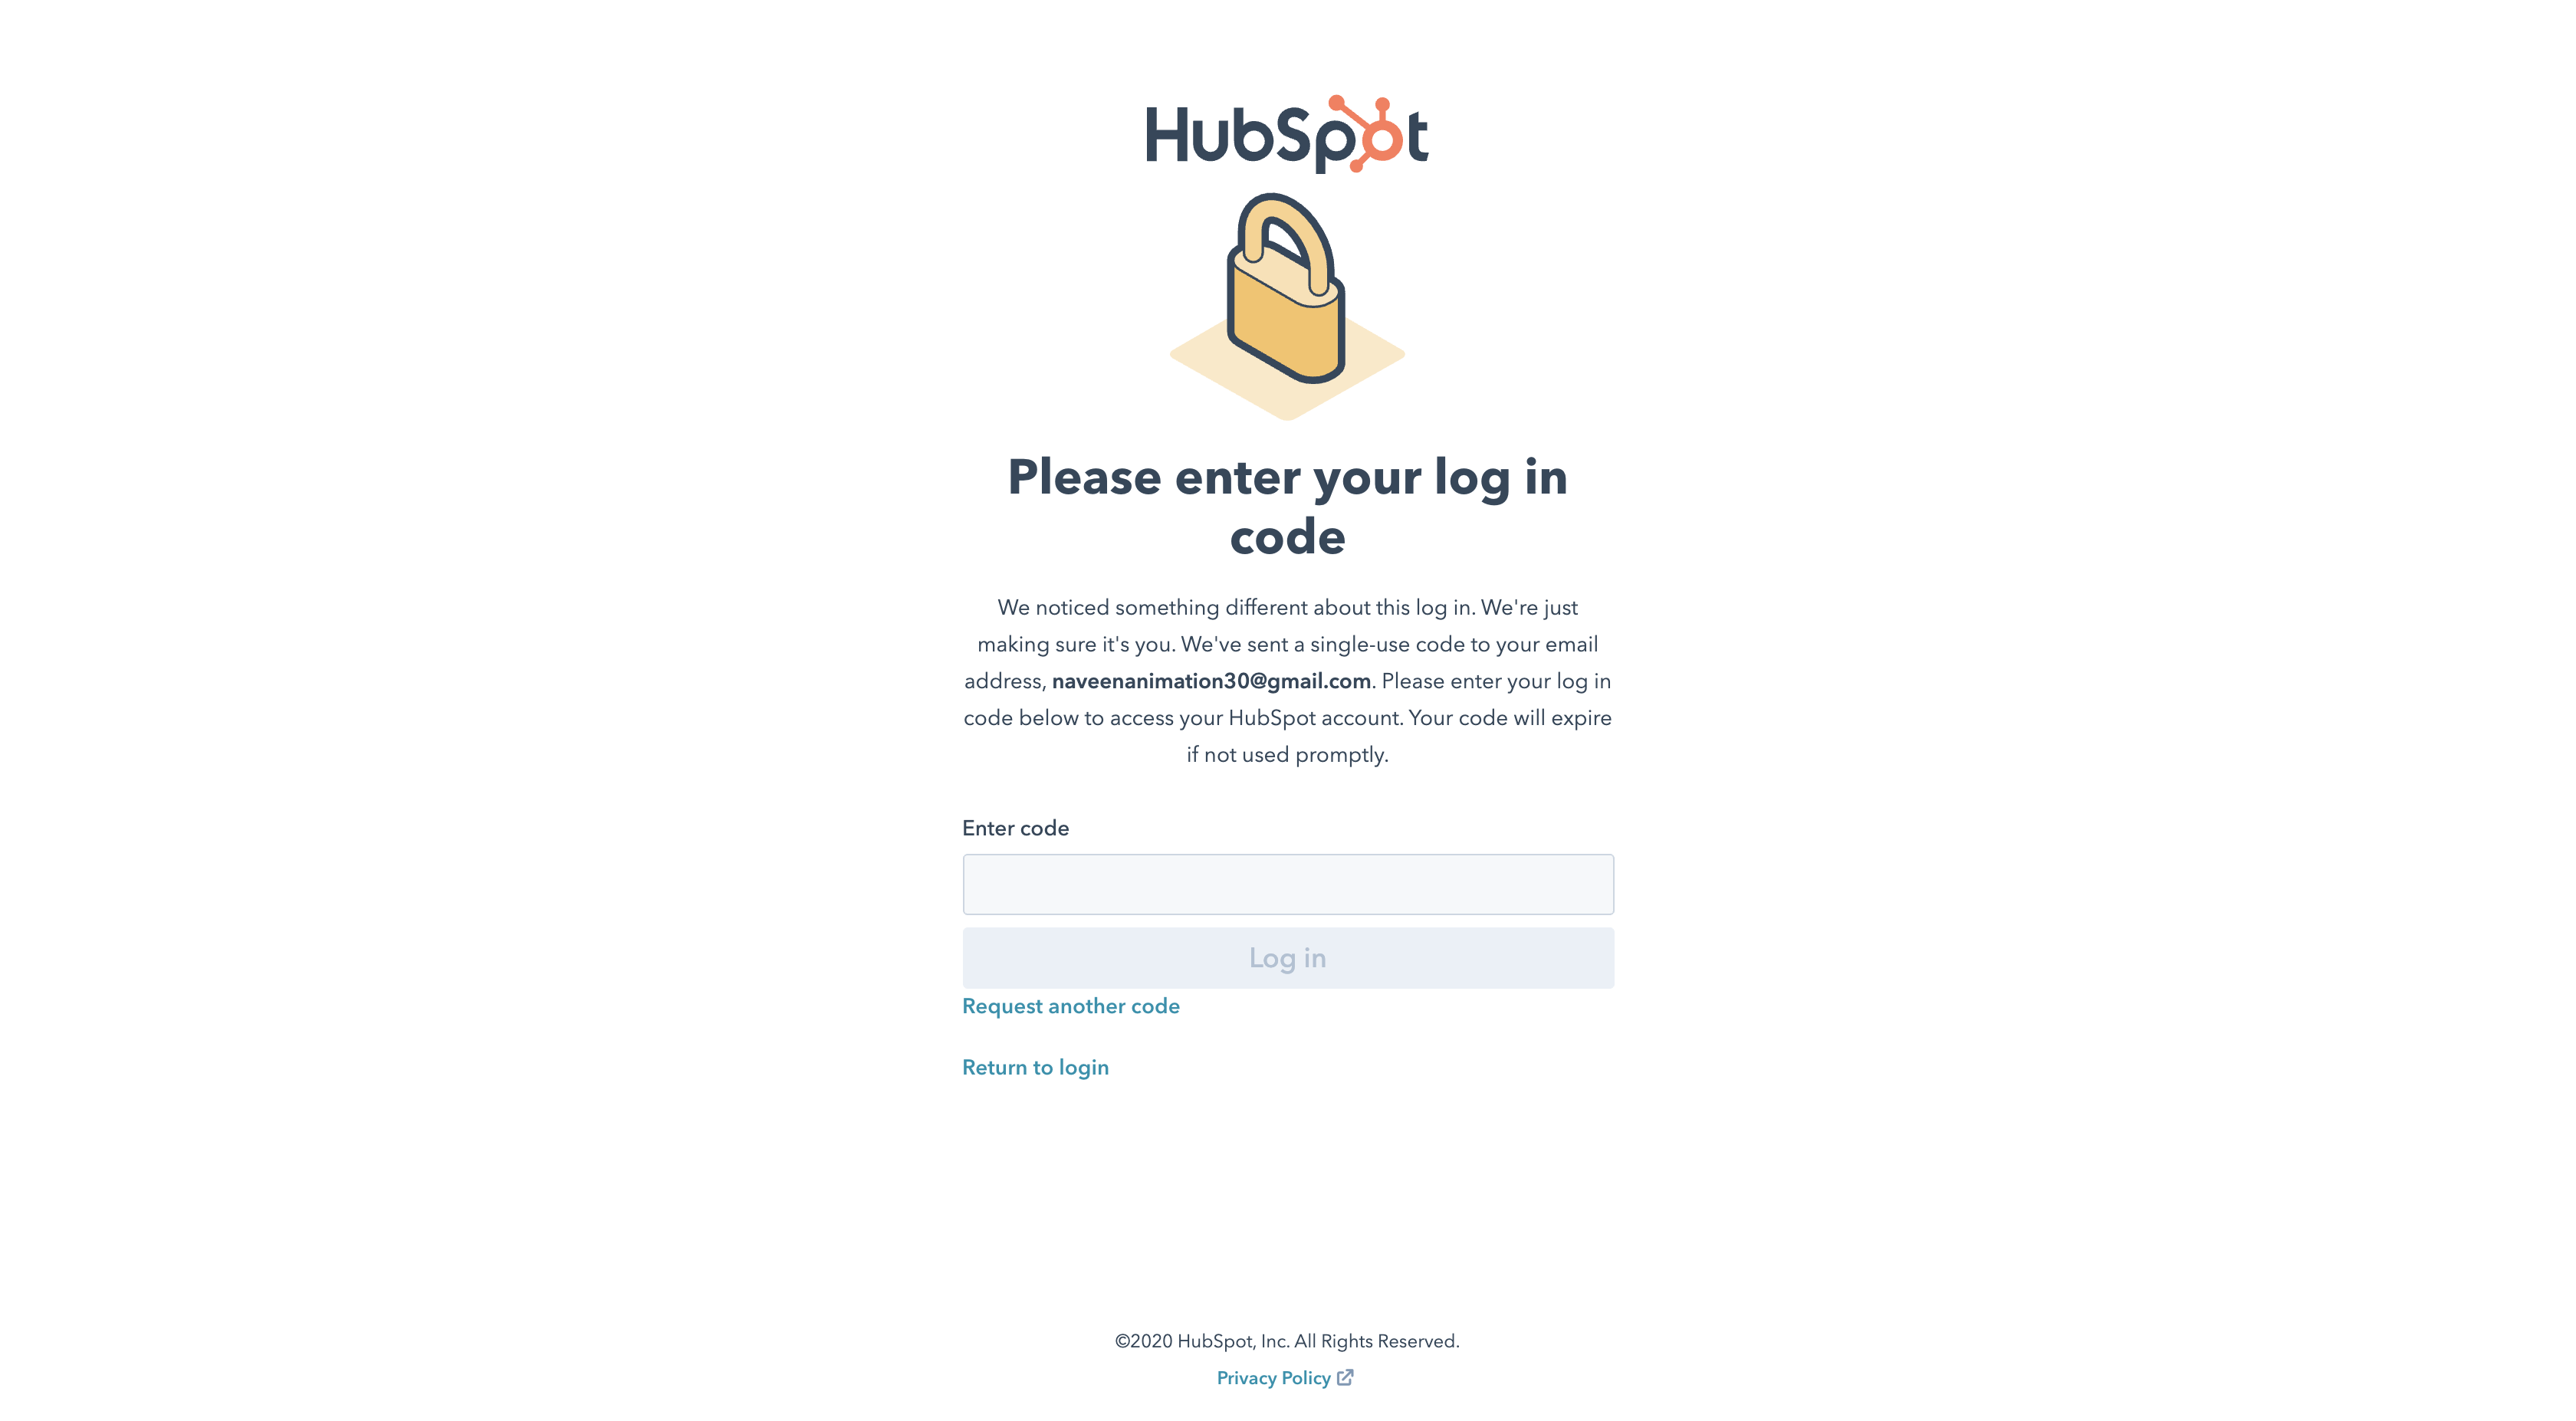 HubSpot
Please enter your log in
code
We noticed something different about this log in. We're just
making sure it's you. We've sent a single-use code to your email
address, naveenanimation30@gmail.com. Please enter your log in
code below to access your HubSpot account. Your code will expire
if not used promptly.
Enter code
Log in
Request another code
Return to login
©2020 HubSpot, Inc. All Rights Reserved.
Privacy Policy